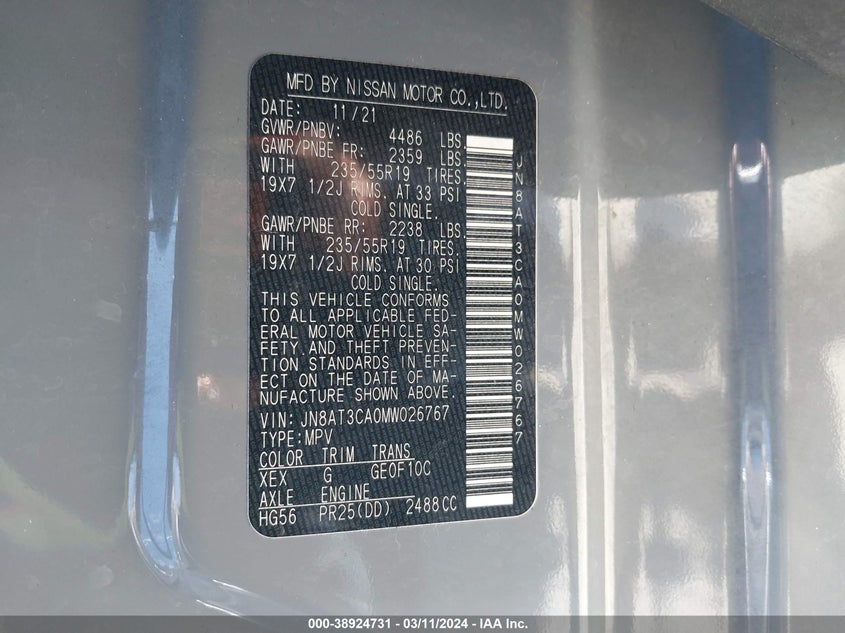 MFD BY NISSAN MOTOR CO.,LTD.
DATE: 11/21
GVWR/PNBV: 4486 LBS.
GAWR/PNBE FR: 2359 LBS.
WITH 235/55R19 TIRES.
19X7 1/2J RIMS. AT 33 PSI
COLD SINGLE.
GAWR/PNBE RR: 2238 LBS.
WITH 235/55R19 TIRES.
19X7 1/2J RIMS. AT 30 PSI
COLD SINGLE.
THIS VEHICLE CONFORMS
TO ALL APPLICABLE FED-
ERAL MOTOR VEHICLE SA-
FETY AND THEFT PREVEN-
TION STANDARDS IN EFF-
ECT ON THE DATE OF MA-
NUFACTURE SHOWN ABOVE.
VIN: JN8AT3CA0MW026767
TYPE:MPV
COLOR TRIM TRANS
XEX G GE0F10C
AXLE ENGINE
HG56 PR25(DD) 2488CC
JN8AT3CA0MW026767
000-38924731 - 03/11/2024 - IAA Inc.